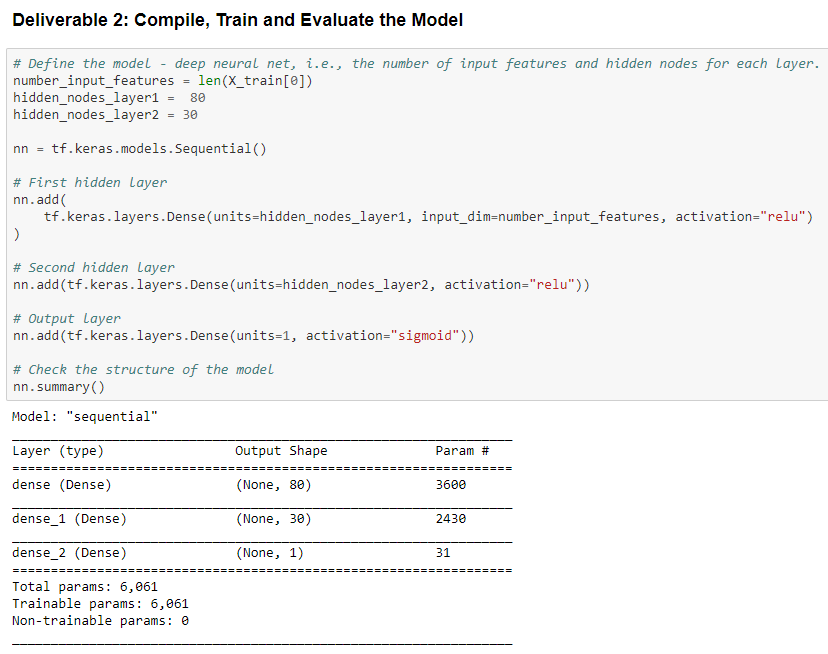 Deliverable 2: Compile, Train and Evaluate the Model
# Define the model - deep neural net, i.e., the number of input features and hidden nodes for each layer.
number_input_features = len(X_train[0])
hidden_nodes_layer1 =  80
hidden_nodes_layer2 = 30
nn = tf.keras.models.Sequential()
# First hidden layer
nn.add(
    tf.keras.layers.Dense(units=hidden_nodes_layer1, input_dim=number_input_features, activation="relu")
)
# Second hidden layer
nn.add(tf.keras.layers.Dense(units=hidden_nodes_layer2, activation="relu"))
# Output layer
nn.add(tf.keras.layers.Dense(units=1, activation="sigmoid"))
# Check the structure of the model
nn.summary()
Model: "sequential"
_________________________________________________________________
Layer (type)                 Output Shape              Param #
=================================================================
dense (Dense)                (None, 80)                3600
_________________________________________________________________
dense_1 (Dense)              (None, 30)                2430
_________________________________________________________________
dense_2 (Dense)              (None, 1)                 31
=================================================================
Total params: 6,061
Trainable params: 6,061
Non-trainable params: 0
_________________________________________________________________